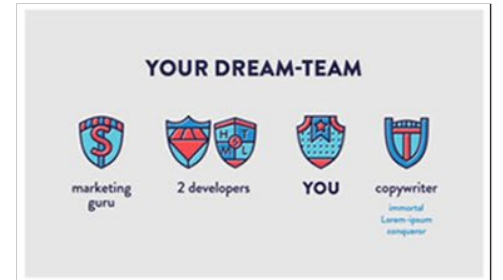 YOUR DREAM-TEAM
S
H T
M L
T
marketing
guru
2 developers
YOU
copywriter
immortal
Lorem-ipsum
conqueror